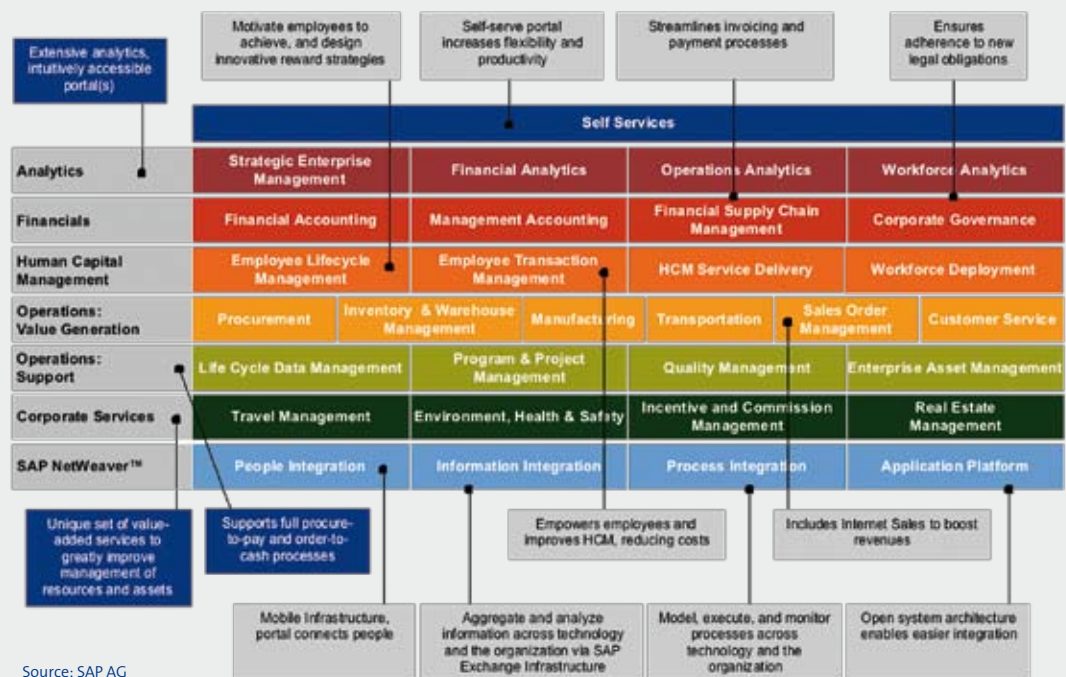 Motivate employees to
achieve, and design
innovative reward strategies
Self-serve portal
increases flexibility and
productivity
Streamlines invoicing and
payment processes
Ensures
adherence to new
legal obligations
Extensive analytics,
intuitively accessible
portal(s)
Self Services
Analytics
Strategic Enterprise
Management
Financial Analytics
Operations Analytics
Workforce Analytics
Financials
Financial Accounting
Management Accounting
Financial Supply Chain
Management
Corporate Governance
Human Capital
Management
Employee Lifecycle
Management
Employee Transaction
Management
HCM Service Delivery
Workforce Deployment
Operations:
Value Generation
Procurement
Inventory & Warehouse
Management
Manufacturing
Transportation
Sales Order
Management
Customer Service
Operations:
Support
Life Cycle Data Management
Program & Project
Management
Quality Management
Enterprise Asset Management
Corporate Services
Travel Management
Environment, Health & Safety
Incentive and Commission
Management
Real Estate
Management
SAP NetWeaver™
People Integration
Information Integration
Process Integration
Application Platform
Unique set of value-
added services to
greatly improve
management of
resources and assets
Supports full procure-
to-pay and order-to-
cash processes
Empowers employees and
improves HCM, reducing costs
Includes Internet Sales to boost
revenues
Mobile Infrastructure,
portal connects people
Aggregate and analyze
information across technology
and the organization via SAP
Exchange Infrastructure
Model, execute, and monitor
processes across
technology and the
organization
Open system architecture
enables easier integration
Source: SAP AG